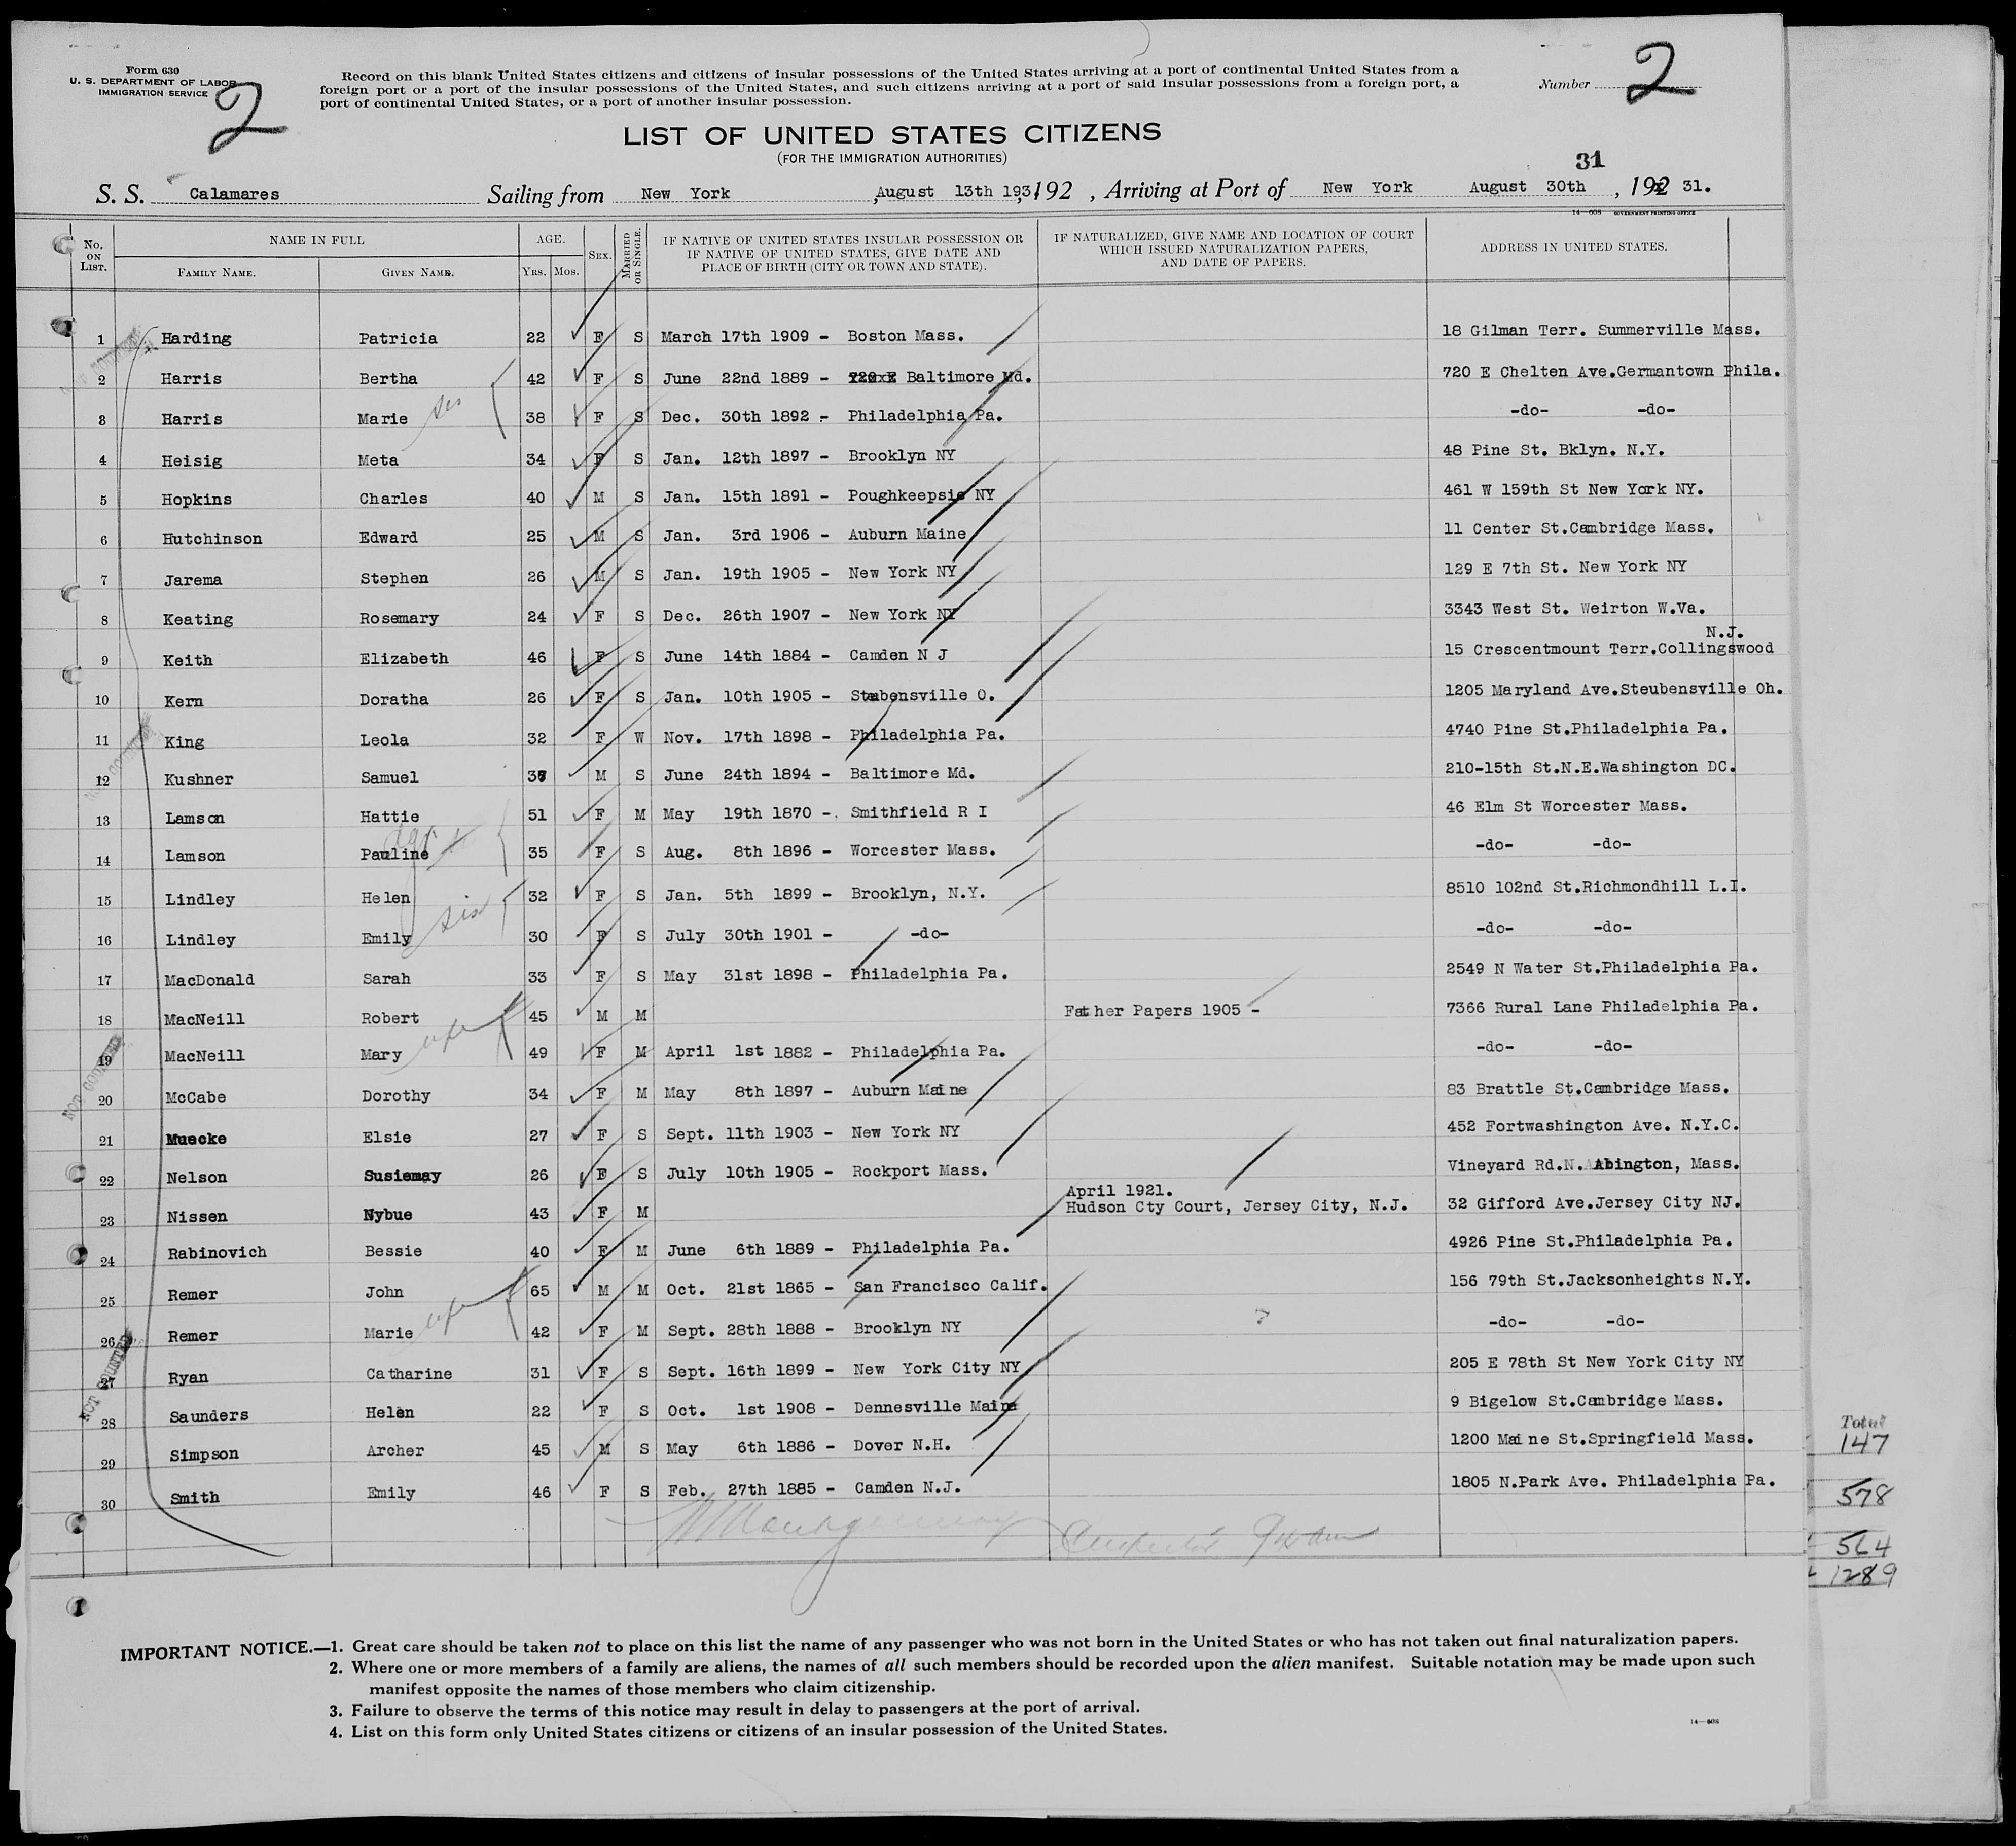 Form 630
U. S. DEPARTMENT OF LABOR
IMMIGRATION SERVICE
2
Record on this blank United States citizens and citizens of insular possessions of the United States arriving at a port of continental United States from a
foreign port or a port of the insular possessions of the United States, and such citizens arriving at a port of said insular possessions from a foreign port, a
port of continental United States, or a port of another insular possession.
Number 2
LIST OF UNITED STATES CITIZENS
(FOR THE IMMIGRATION AUTHORITIES)
31
S. S. Calamares Sailing from New York , August 13th 1931, 192 , Arriving at Port of New York August 30th , 192 31.
14—608 GOVERNMENT PRINTING OFFICE
No. ON LIST. NAME IN FULL FAMILY NAME. GIVEN NAME. AGE. YRS. MOS. SEX. MARRIED OR SINGLE. IF NATIVE OF UNITED STATES INSULAR POSSESSION OR IF NATIVE OF UNITED STATES, GIVE DATE AND PLACE OF BIRTH (CITY OR TOWN AND STATE). IF NATURALIZED, GIVE NAME AND LOCATION OF COURT WHICH ISSUED NATURALIZATION PAPERS, AND DATE OF PAPERS. ADDRESS IN UNITED STATES.
1 Harding Patricia 22 F S March 17th 1909 - Boston Mass. 18 Gilman Terr. Summerville Mass.
2 Harris Bertha 42 F S June 22nd 1889 - Baltimore Md. 720 E Chelten Ave.Germantown Phila.
3 Harris Marie sis 38 F S Dec. 30th 1892 - Philadelphia Pa. -do- -do-
4 Heisig Meta 34 F S Jan. 12th 1897 - Brooklyn NY 48 Pine St. Bklyn. N.Y.
5 Hopkins Charles 40 M S Jan. 15th 1891 - Poughkeepsie NY 461 W 159th St New York NY.
6 Hutchinson Edward 25 M S Jan. 3rd 1906 - Auburn Maine 11 Center St.Cambridge Mass.
7 Jarema Stephen 26 M S Jan. 19th 1905 - New York NY 129 E 7th St. New York NY
8 Keating Rosemary 24 F S Dec. 26th 1907 - New York NY 3343 West St. Weirton W.Va.
N.J.
9 Keith Elizabeth 46 F S June 14th 1884 - Camden N J 15 Crescentmount Terr.Collingswood
10 Kern Doratha 26 F S Jan. 10th 1905 - Steubensville O. 1205 Maryland Ave.Steubensville Oh.
11 King Leola 32 F W Nov. 17th 1898 - Philadelphia Pa. 4740 Pine St.Philadelphia Pa.
12 Kushner Samuel 37 M S June 24th 1894 - Baltimore Md. 210-15th St.N.E.Washington DC.
13 Lamson Hattie 51 F M May 19th 1870 -. Smithfield R I 46 Elm St Worcester Mass.
14 Lamson Pauline dgr. 35 F S Aug. 8th 1896 - Worcester Mass. -do- -do-
15 Lindley Helen 32 F S Jan. 5th 1899 - Brooklyn, N.Y. 8510 102nd St.Richmondhill L.I.
16 Lindley Emily sis 30 F S July 30th 1901 - -do- -do- -do-
17 MacDonald Sarah 33 F S May 31st 1898 - Philadelphia Pa. 2549 N Water St.Philadelphia Pa.
18 MacNeill Robert 45 M M Father Papers 1905 - 7366 Rural Lane Philadelphia Pa.
19 MacNeill Mary wife 49 F M April 1st 1882 - Philadelphia Pa. -do- -do-
20 McCabe Dorothy 34 F M May 8th 1897 - Auburn Maine 83 Brattle St.Cambridge Mass.
21 Muecke Elsie 27 F S Sept. 11th 1903 - New York NY 452 Fortwashington Ave. N.Y.C.
22 Nelson Susiemay 26 F S July 10th 1905 - Rockport Mass. Vineyard Rd.N.Abington, Mass.
April 1921.
23 Nissen Nybue 43 F M Hudson Cty Court, Jersey City, N.J. 32 Gifford Ave.Jersey City NJ.
24 Rabinovich Bessie 40 F M June 6th 1889 - Philadelphia Pa. 4926 Pine St.Philadelphia Pa.
25 Remer John 65 M M Oct. 21st 1865 - San Francisco Calif. 156 79th St.Jacksonheights N.Y.
26 Remer Marie wife 42 F M Sept. 28th 1888 - Brooklyn NY ? -do- -do-
27 Ryan Catharine 31 F S Sept. 16th 1899 - New York City NY 205 E 78th St New York City NY
28 Saunders Helen 22 F S Oct. 1st 1908 - Dennesville Maine 9 Bigelow St.Cambridge Mass.
29 Simpson Archer 45 M S May 6th 1886 - Dover N.H. 1200 Maine St.Springfield Mass.
30 Smith Emily 46 F S Feb. 27th 1885 - Camden N.J. 1805 N.Park Ave. Philadelphia Pa.
NOT COUNTED
Total
147
578
564
1289
IMPORTANT NOTICE.—1. Great care should be taken not to place on this list the name of any passenger who was not born in the United States or who has not taken out final naturalization papers.
2. Where one or more members of a family are aliens, the names of all such members should be recorded upon the alien manifest. Suitable notation may be made upon such
manifest opposite the names of those members who claim citizenship.
3. Failure to observe the terms of this notice may result in delay to passengers at the port of arrival.
4. List on this form only United States citizens or citizens of an insular possession of the United States.
14—608